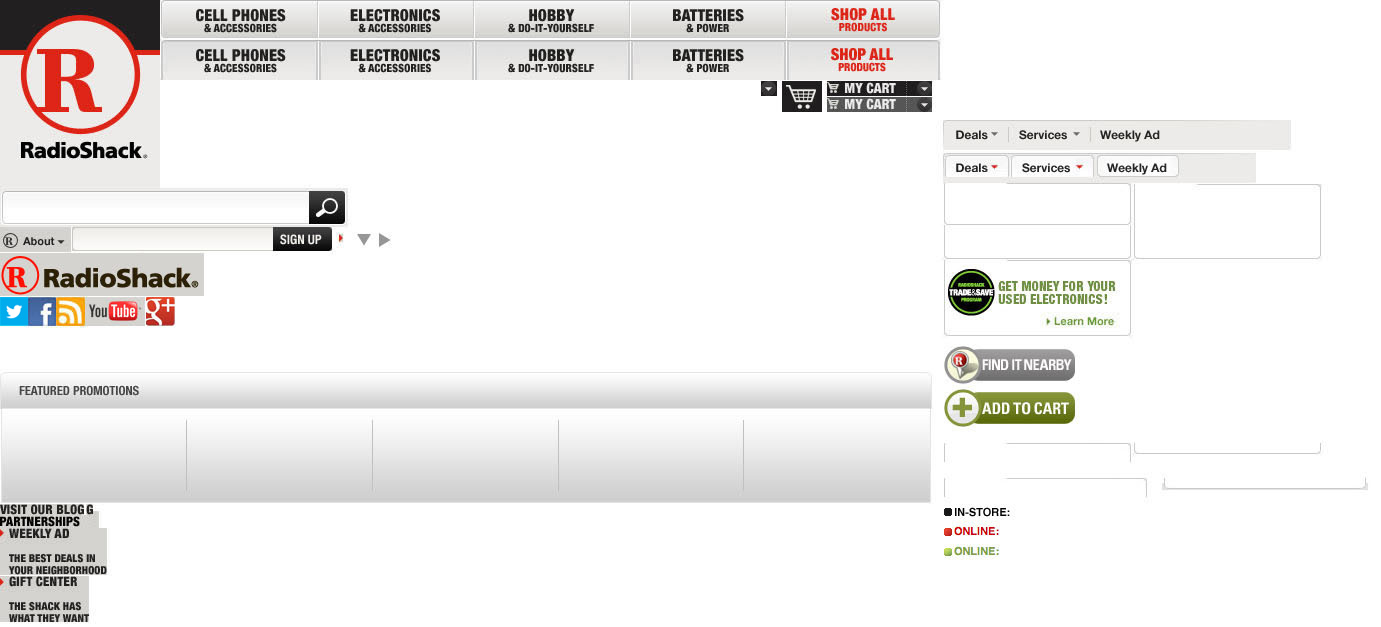 CELL PHONES ELECTRONICS HOBBY BATTERIES SHOP ALL
& ACCESSORIES & ACCESSORIES & DO-IT-YOURSELF & POWER PRODUCTS
CELL PHONES ELECTRONICS HOBBY BATTERIES SHOP ALL
& ACCESSORIES & ACCESSORIES & DO-IT-YOURSELF & POWER PRODUCTS
R
RadioShack®
MY CART
MY CART
Deals Services Weekly Ad
Deals Services Weekly Ad
R About SIGN UP
R RadioShack®
f YouTube g+
RADIOSHACK
TRADE&SAVE
PROGRAM
GET MONEY FOR YOUR
USED ELECTRONICS!
Learn More
R FIND IT NEARBY
ADD TO CART
FEATURED PROMOTIONS
VISIT OUR BLOG G
PARTNERSHIPS
WEEKLY AD
THE BEST DEALS IN
YOUR NEIGHBORHOOD
GIFT CENTER
THE SHACK HAS
WHAT THEY WANT
IN-STORE:
ONLINE:
ONLINE: